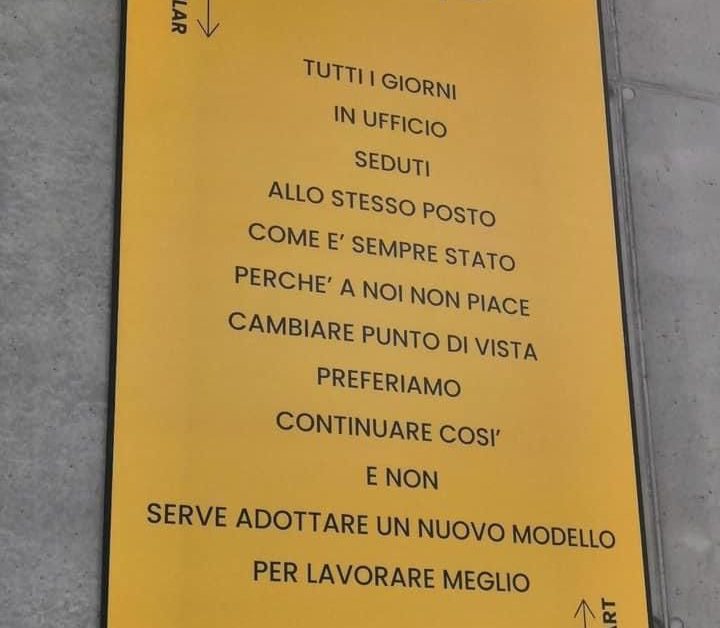 TUTTI I GIORNI
IN UFFICIO
SEDUTI
ALLO STESSO POSTO
COME E' SEMPRE STATO
PERCHE' A NOI NON PIACE
CAMBIARE PUNTO DI VISTA
PREFERIAMO
CONTINUARE COSI'
E NON
SERVE ADOTTARE UN NUOVO MODELLO
PER LAVORARE MEGLIO